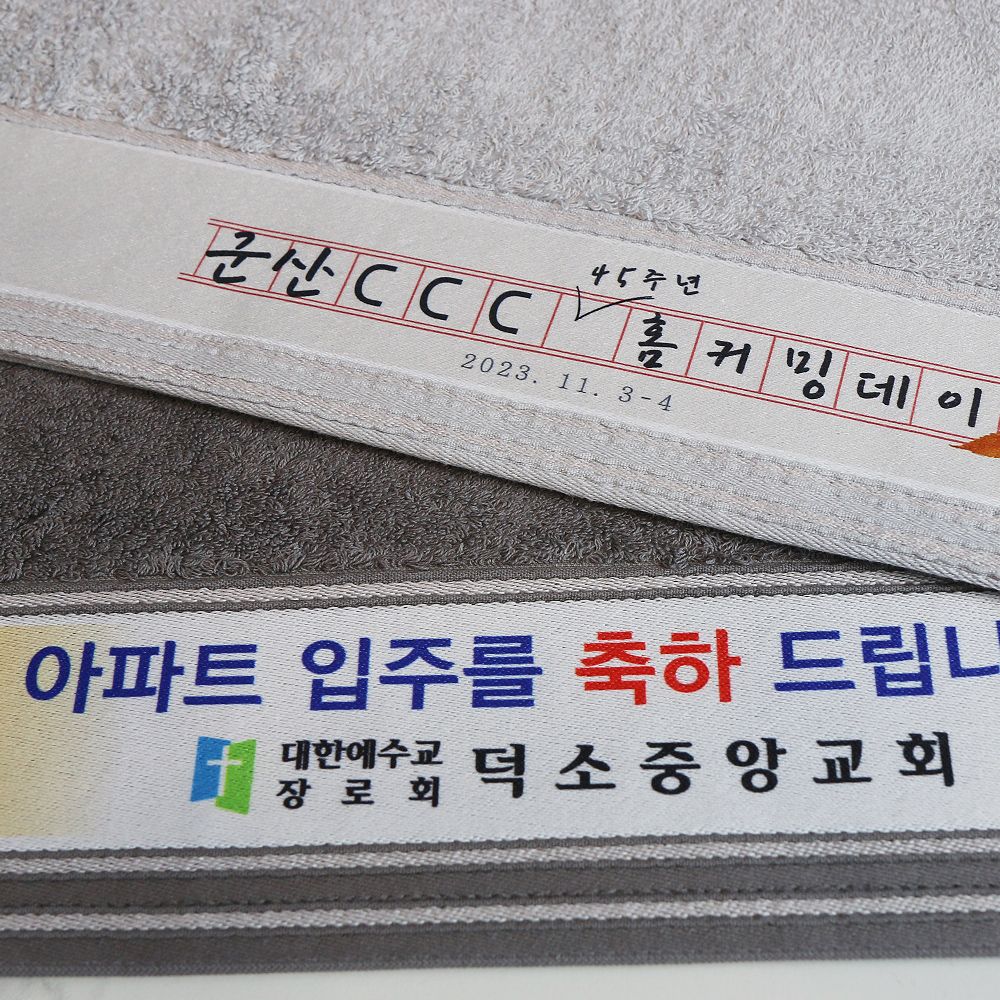 45주년
군산CCC 홈커밍데이
2023. 11. 3-4
아파트 입주를 축하 드립니
대한예수교
장로회
덕소중앙교회